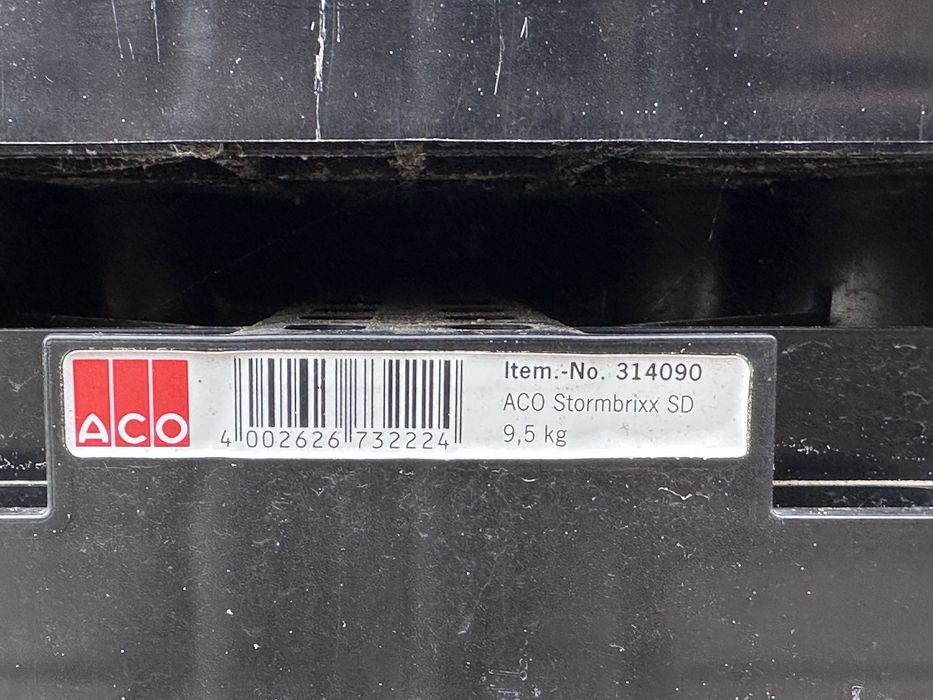 ACO
4 002626 732224
Item.-No. 314090
ACO Stormbrixx SD
9,5 kg